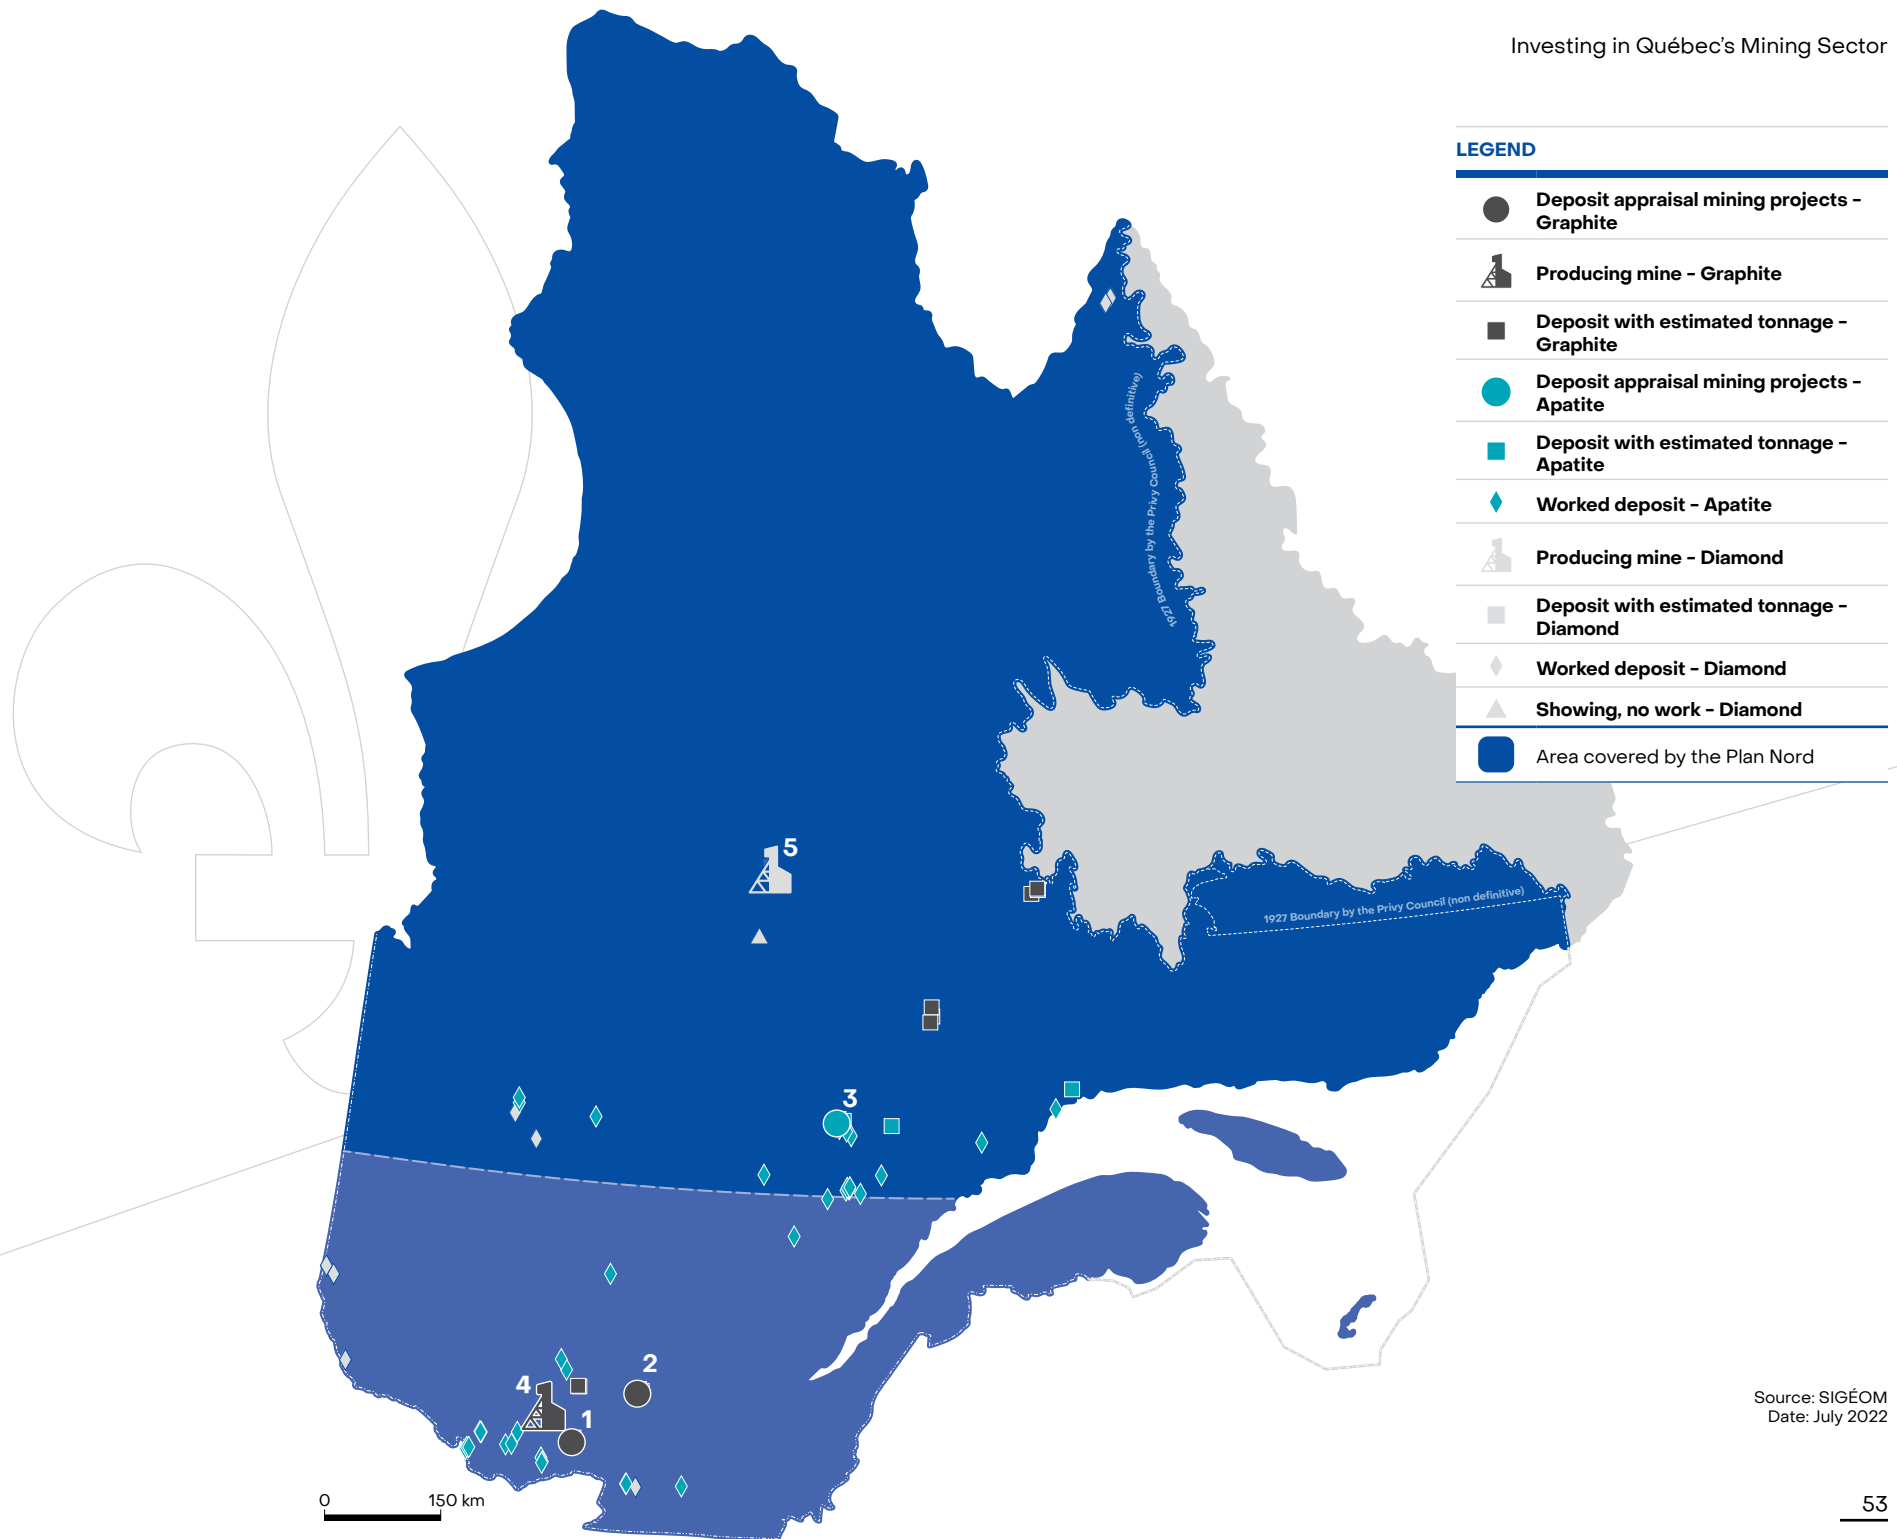 Investing in Québec's Mining Sector
LEGEND
Deposit appraisal mining projects –
Graphite
Producing mine – Graphite
Deposit with estimated tonnage –
Graphite
Deposit appraisal mining projects –
Apatite
Deposit with estimated tonnage –
Apatite
Worked deposit – Apatite
Producing mine – Diamond
Deposit with estimated tonnage –
Diamond
Worked deposit – Diamond
Showing, no work – Diamond
Area covered by the Plan Nord
1927 Boundary by the Privy Council (non definitive)
5
1927 Boundary by the Privy Council (non definitive)
3
2
4
1
0 150 km
Source: SIGÉOM
Date: July 2022
53